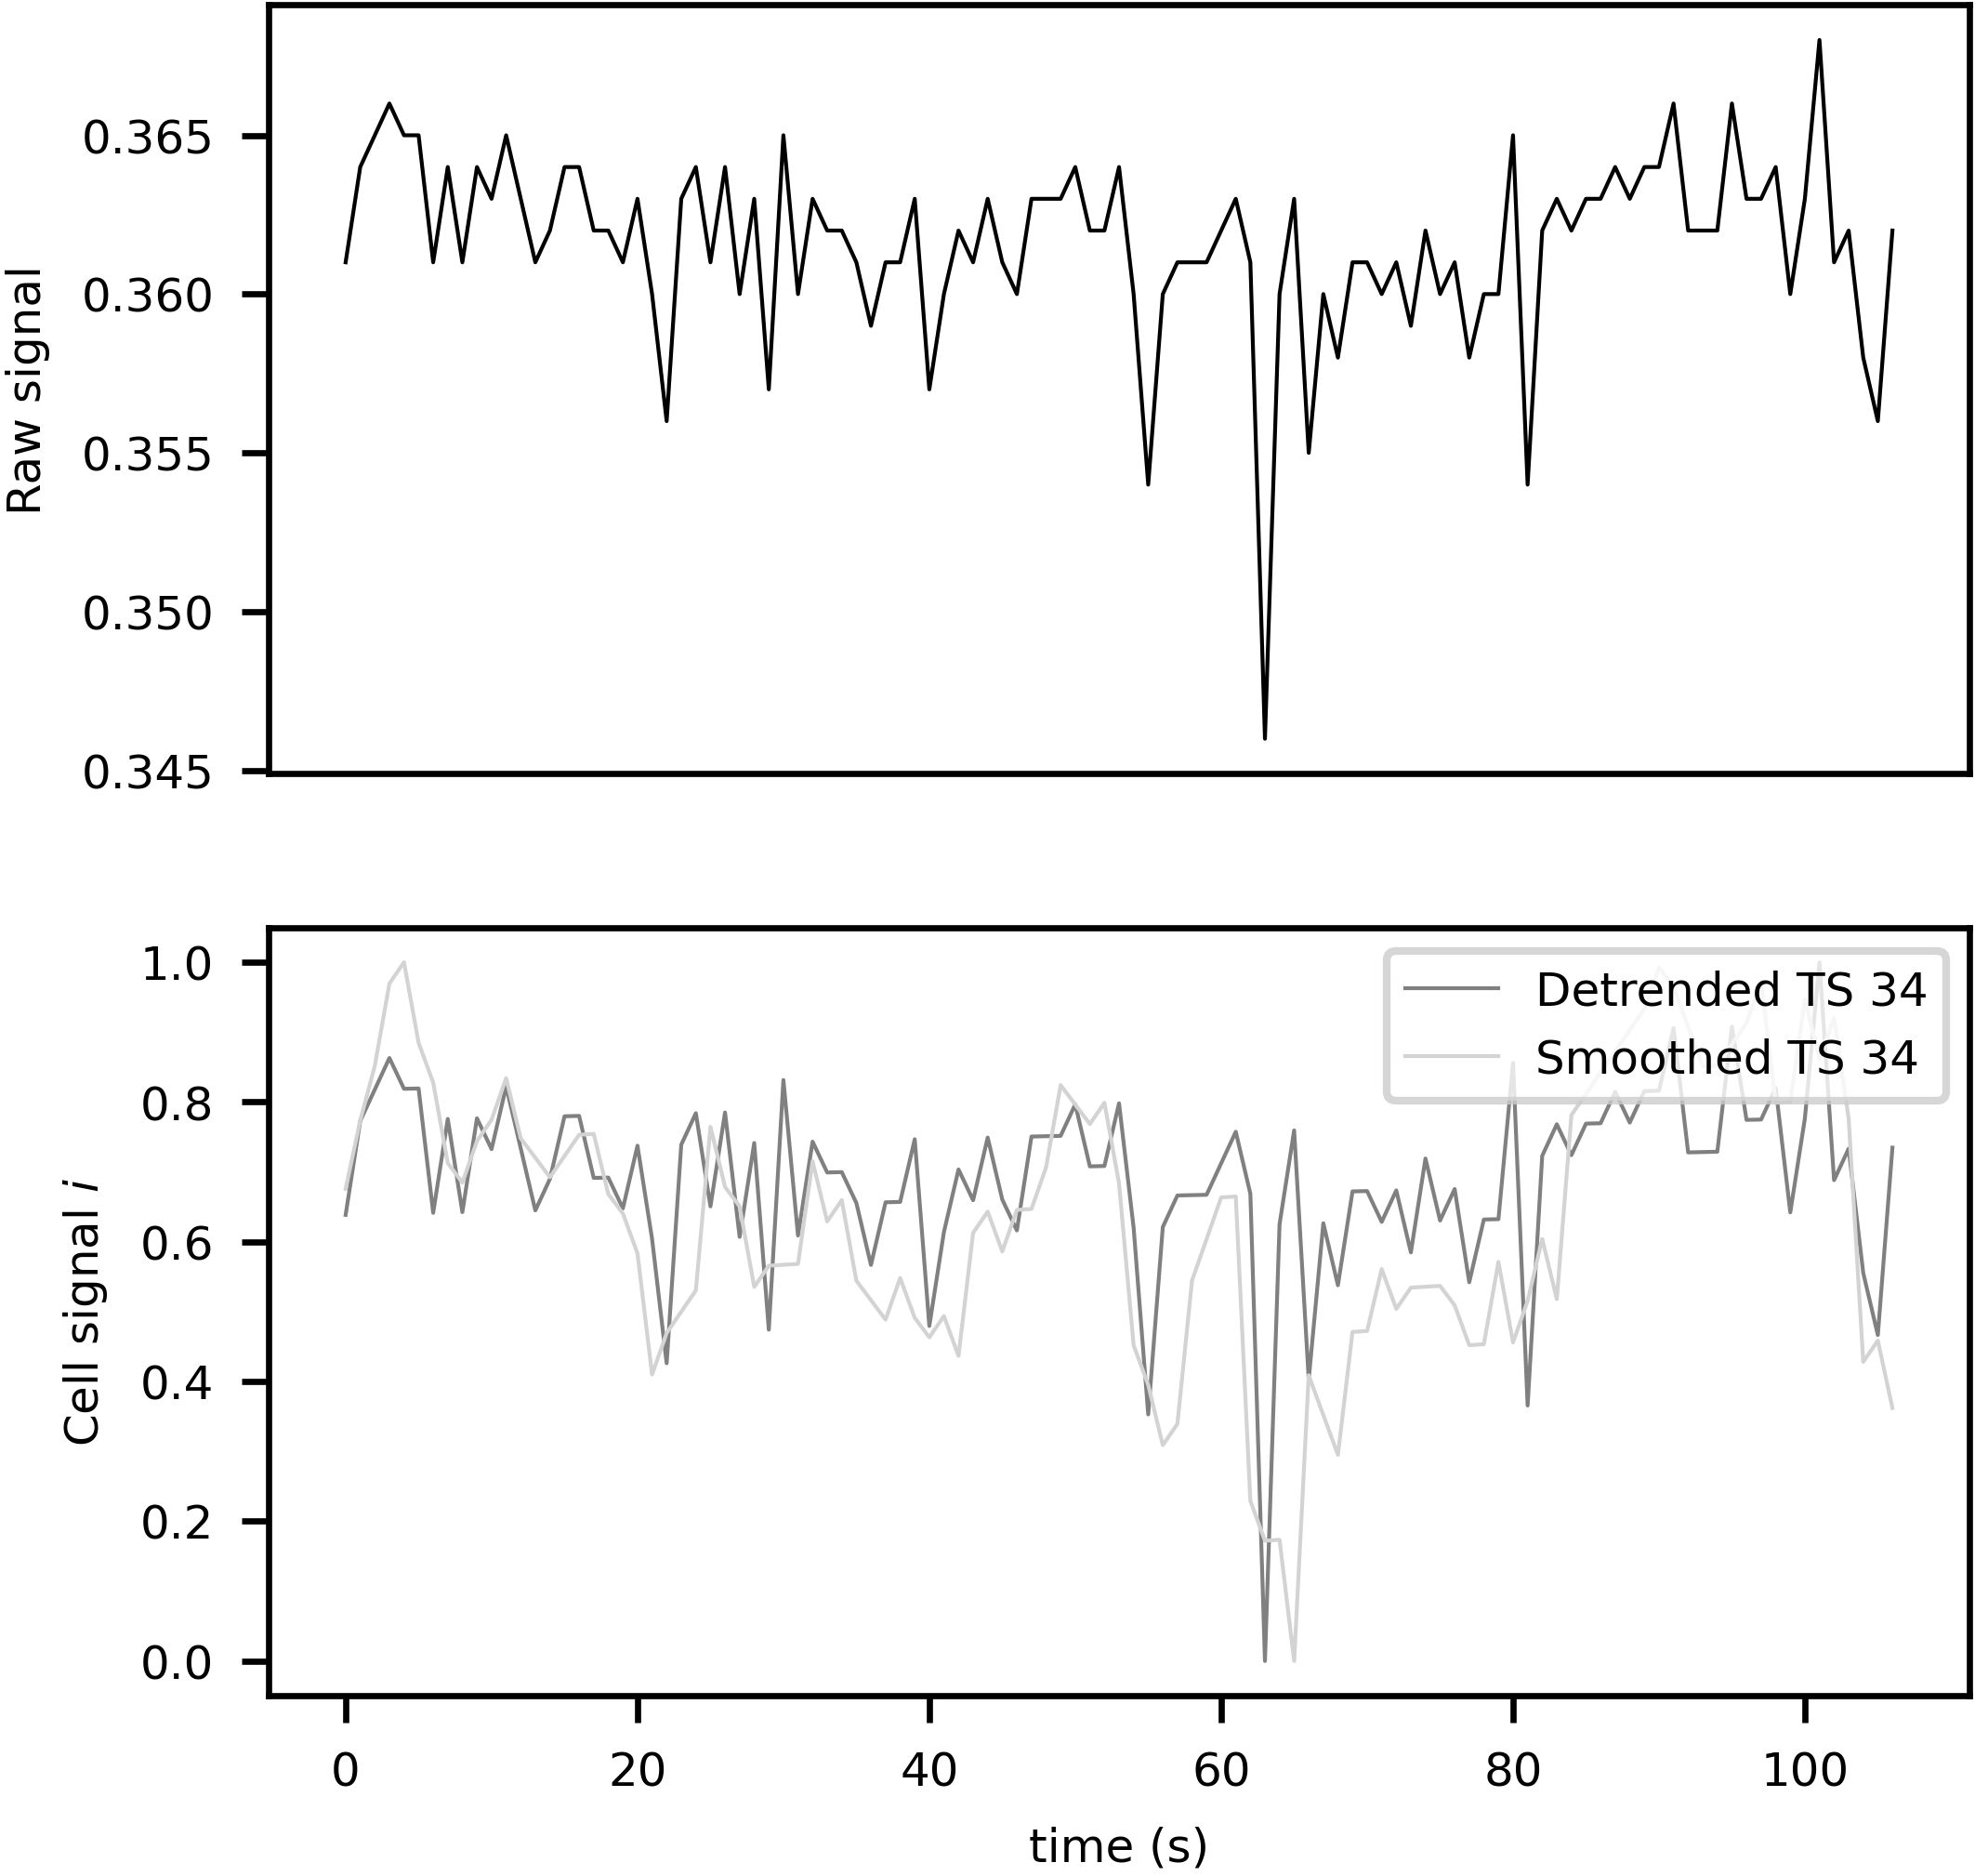 Raw signal
0.365
0.360
0.355
0.350
0.345
Cell signal i
1.0
0.8
0.6
0.4
0.2
0.0
Detrended TS 34
Smoothed TS 34
0 20 40 60 80 100
time (s)